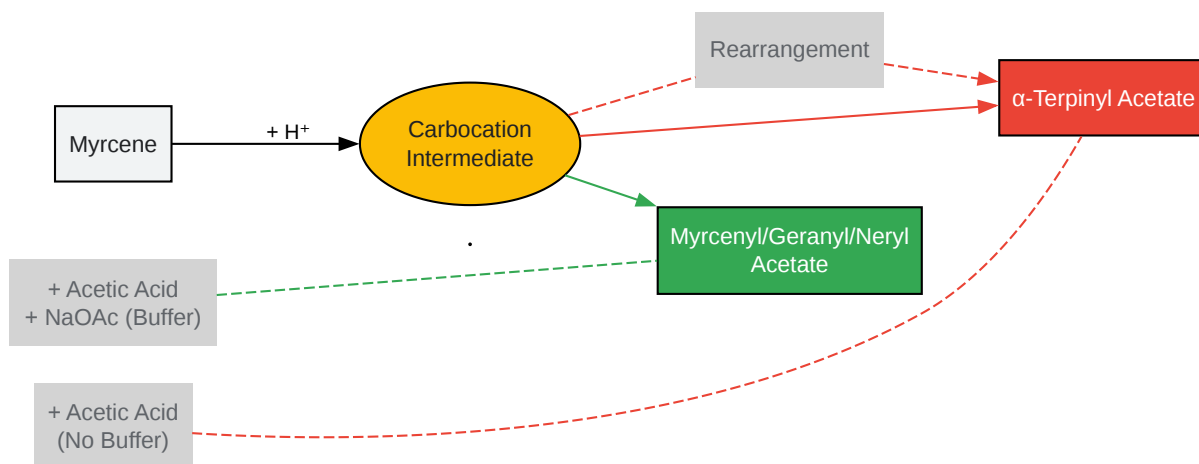 Rearrangement
α-Terpinyl Acetate
+ H⁺
Myrcene
Carbocation
Intermediate
Myrcenyl/Geranyl/Neryl
Acetate
+ Acetic Acid
+ NaOAc (Buffer)
+ Acetic Acid
(No Buffer)